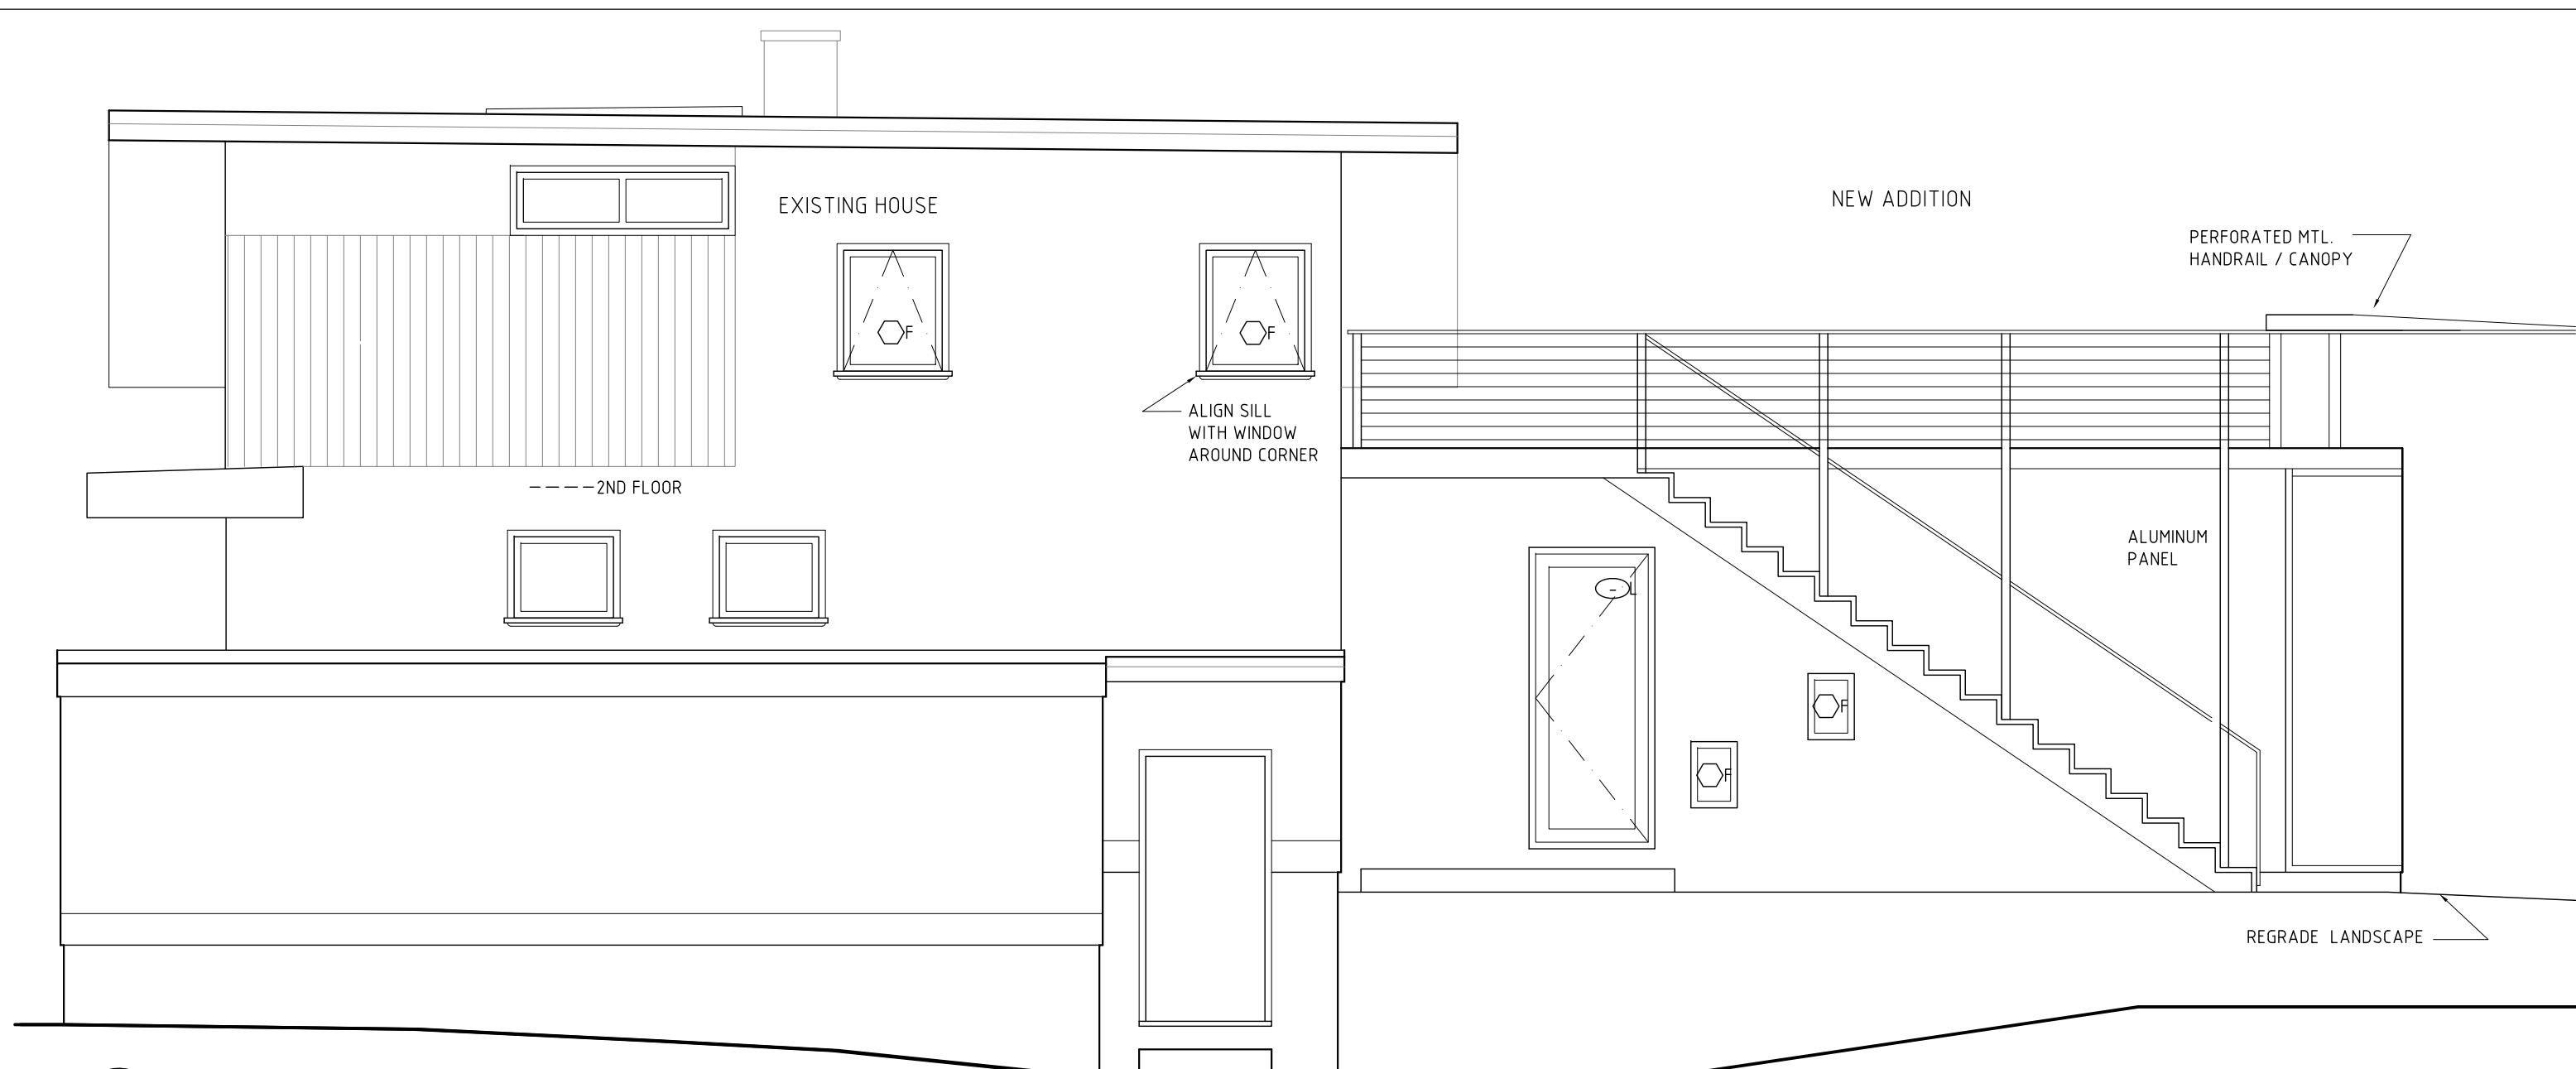 EXISTING HOUSE
NEW ADDITION
PERFORATED MTL.
HANDRAIL / CANOPY
F
F
ALIGN SILL
WITH WINDOW
AROUND CORNER
----2ND FLOOR
ALUMINUM
PANEL
- L
F
F
REGRADE LANDSCAPE